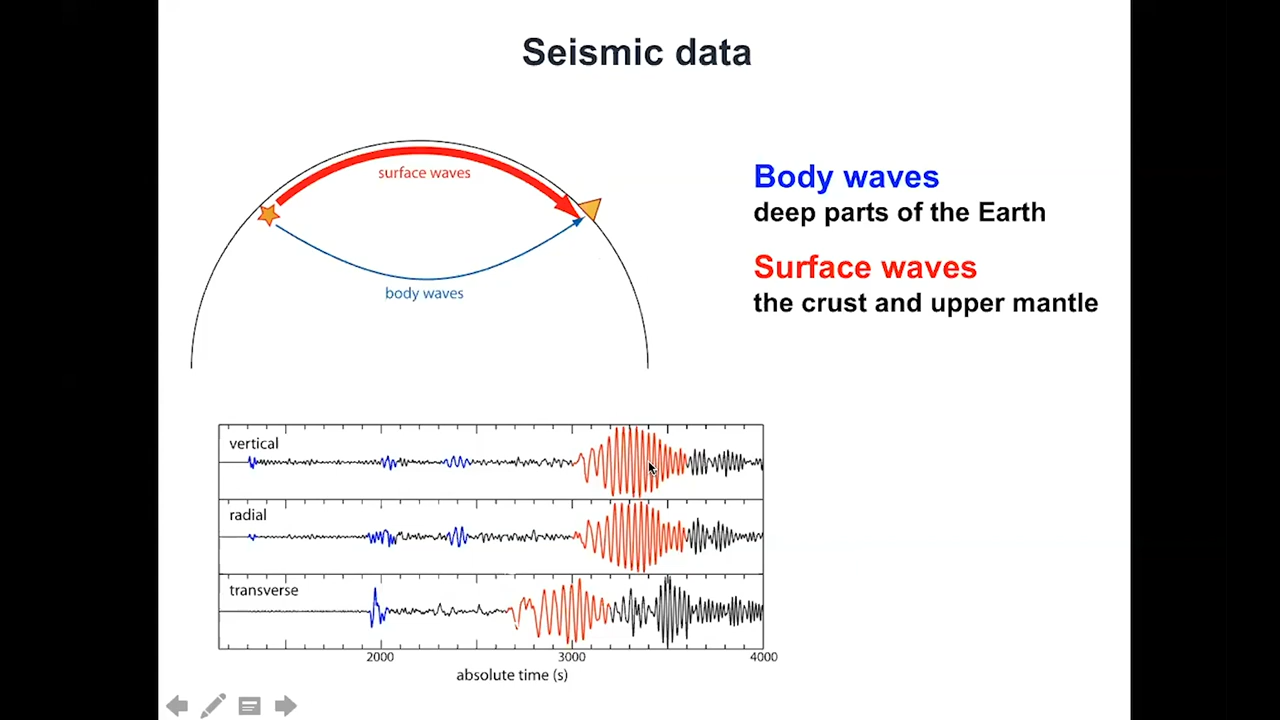 Seismic data
surface waves
body waves
Body waves
deep parts of the Earth
Surface waves
the crust and upper mantle
vertical
radial
transverse
2000 3000 4000
absolute time (s)